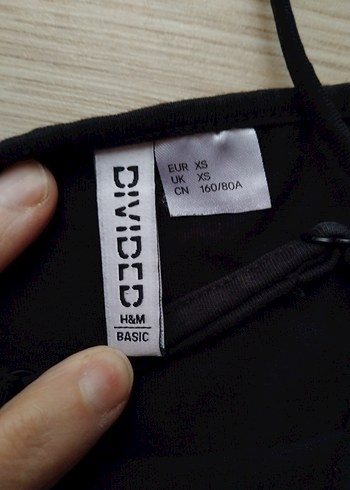 DIVIDED
H&M
BASIC
EUR XS
UK XS
CN 160/80A